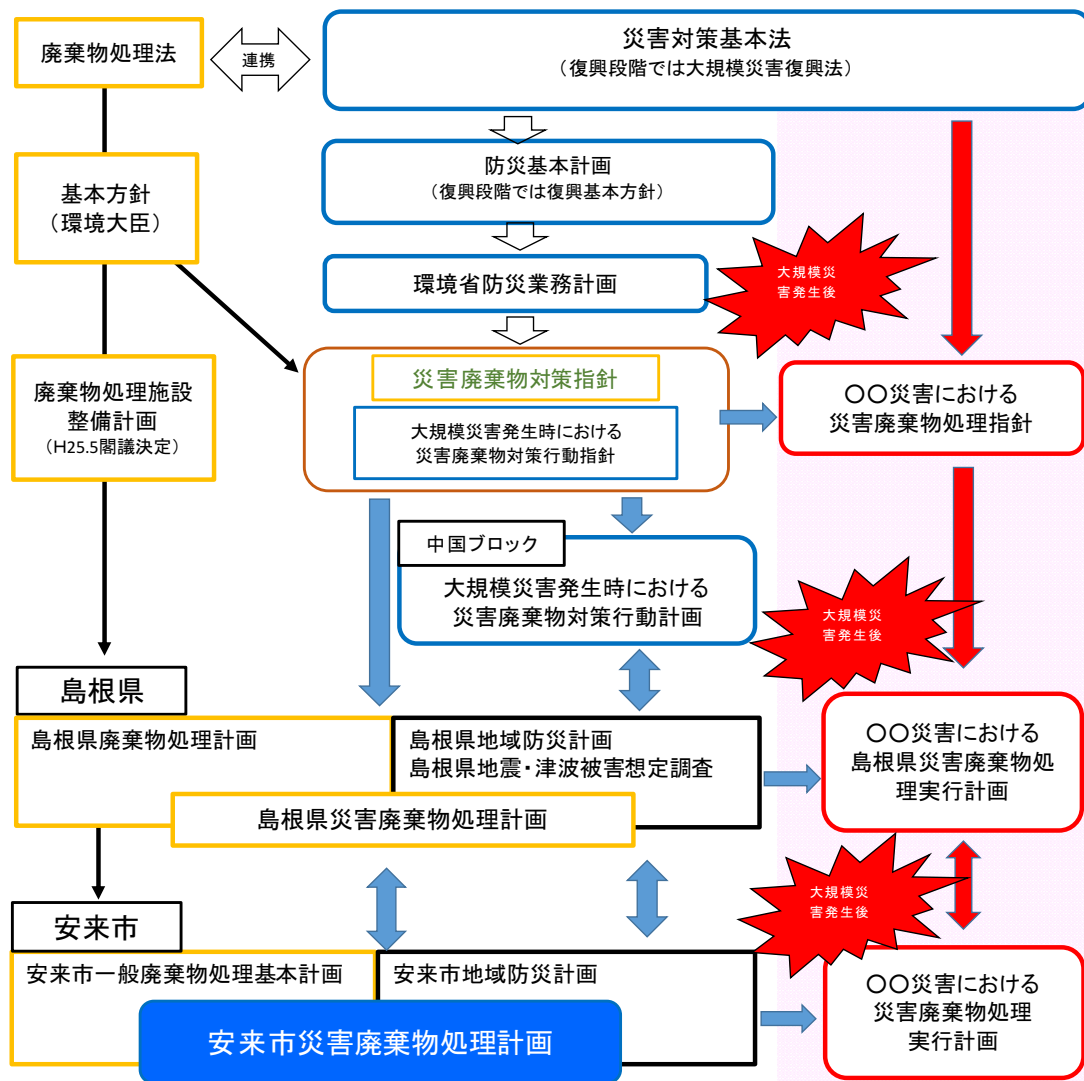 廃棄物処理法
連携
災害対策基本法
（復興段階では大規模災害復興法）
基本方針
（環境大臣）
防災基本計画
（復興段階では復興基本方針）
環境省防災業務計画
大規模災
害発生後
廃棄物処理施設
整備計画
（H25.5閣議決定）
災害廃棄物対策指針
大規模災害発生時における
災害廃棄物対策行動指針
〇〇災害における
災害廃棄物処理指針
中国ブロック
大規模災害発生時における
災害廃棄物対策行動計画
大規模災
害発生後
島根県
島根県廃棄物処理計画
島根県地域防災計画
島根県地震・津波被害想定調査
島根県災害廃棄物処理計画
〇〇災害における
島根県災害廃棄物処
理実行計画
大規模災
害発生後
安来市
安来市一般廃棄物処理基本計画
安来市地域防災計画
安来市災害廃棄物処理計画
〇〇災害における
災害廃棄物処理
実行計画